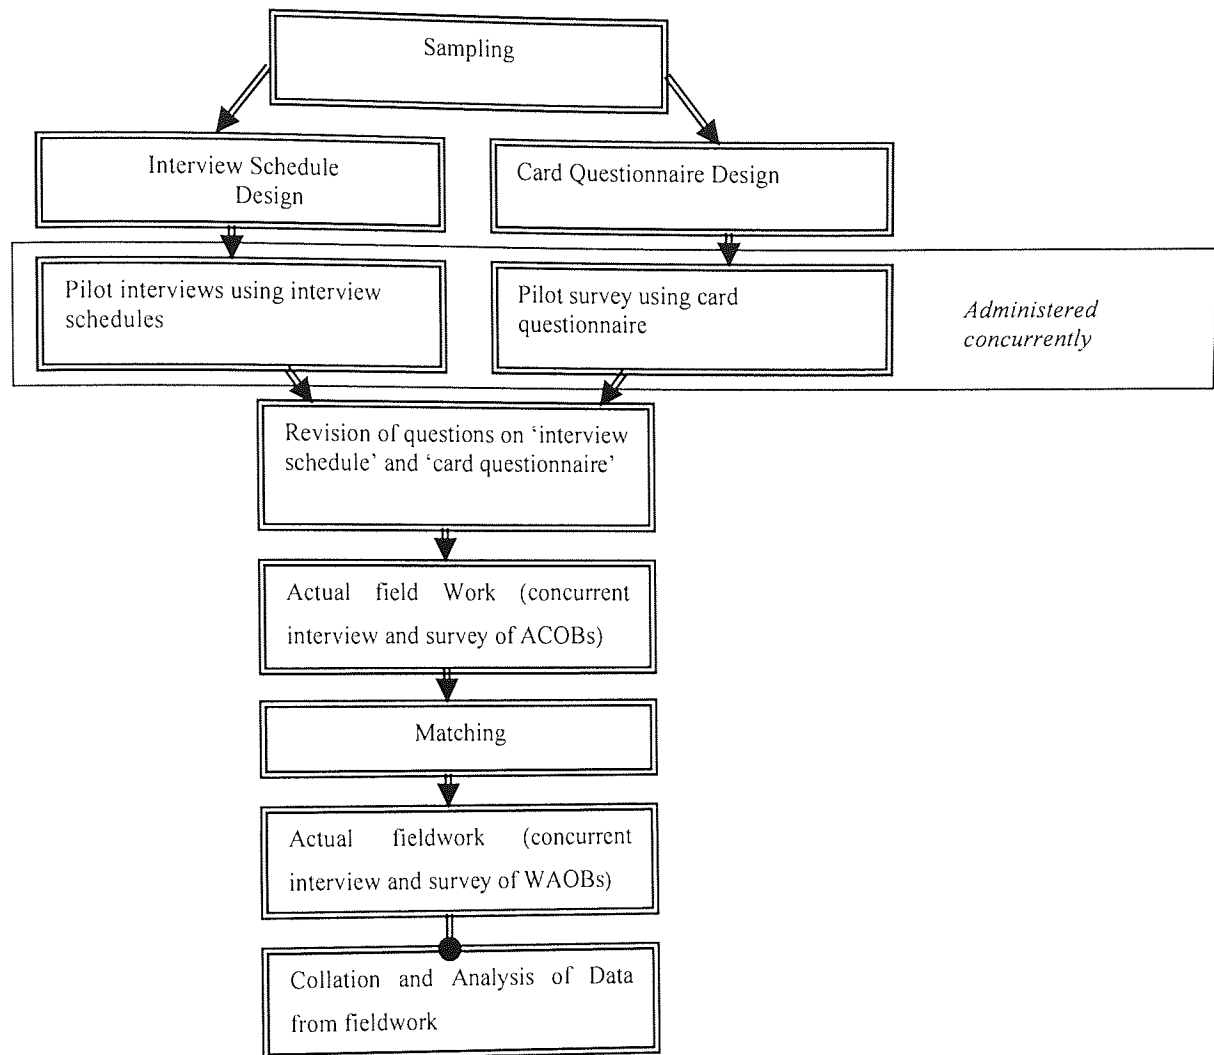 Sampling
Interview Schedule
Design
Card Questionnaire Design
Pilot interviews using interview
schedules
Pilot survey using card
questionnaire
Administered
concurrently
Revision of questions on ‘interview
schedule’ and ‘card questionnaire’
Actual field Work (concurrent
interview and survey of ACOBs)
Matching
Actual fieldwork (concurrent
interview and survey of WAOBs)
Collation and Analysis of Data
from fieldwork